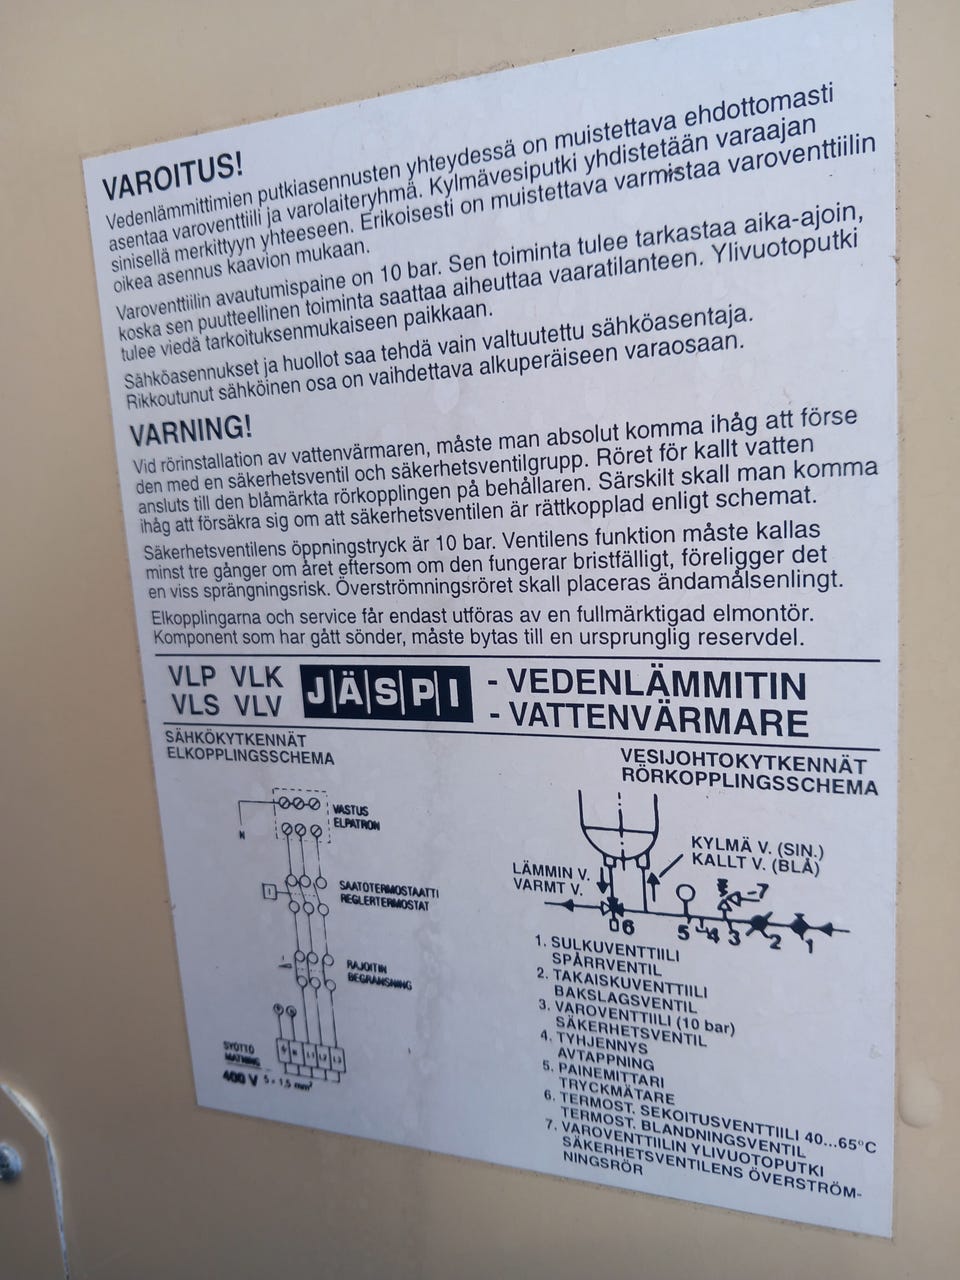 VAROITUS!
Vedenlämmittimien putkiasennusten yhteydessä on muistettava ehdottomasti
asentaa varoventtiili ja varolaiteryhmä. Kylmävesiputki yhdistetään varaajan
sinisellä merkittyyn yhteeseen. Erikoisesti on muistettava varmistaa varoventtiilin
oikea asennus kaavion mukaan.
Varoventtiilin avautumispaine on 10 bar. Sen toiminta tulee tarkastaa aika-ajoin,
koska sen puutteellinen toiminta saattaa aiheuttaa vaaratilanteen. Ylivuotoputki
tulee viedä tarkoituksenmukaiseen paikkaan.
Sähköasennukset ja huollot saa tehdä vain valtuutettu sähköasentaja.
Rikkoutunut sähköinen osa on vaihdettava alkuperäiseen varaosaan.
VARNING!
Vid rörinstallation av vattenvärmaren, måste man absolut komma ihåg att förse
den med en säkerhetsventil och säkerhetsventilgrupp. Röret för kallt vatten
ansluts till den blåmärkta rörkopplingen på behållaren. Särskilt skall man komma
ihåg att försäkra sig om att säkerhetsventilen är rättkopplad enligt schemat.
Säkerhetsventilens öppningstryck är 10 bar. Ventilens funktion måste kallas
minst tre gånger om året eftersom om den fungerar bristfälligt, föreligger det
en viss sprängningsrisk. Överströmningsröret skall placeras ändamålsenlingt.
Elkopplingarna och service får endast utföras av en fullmärktigad elmontör.
Komponent som har gått sönder, måste bytas till en ursprunglig reservdel.
VLP VLK
VLS VLV
JÄSPI
- VEDENLÄMMITIN
- VATTENVÄRMARE
SÄHKÖKYTKENNÄT
ELKOPPLINGSSCHEMA
N
VASTUS
ELPATRON
SÄÄTÖTERMOSTAATTI
REGLERTERMOSTAT
RAJOITIN
BEGRÄNSNING
SYÖTTÖ
MATNING
400 V 5 × 1,5 mm²
N L1 L2 L3
VESIJOHTOKYTKENNÄT
RÖRKOPPLINGSSCHEMA
KYLMÄ V. (SIN.)
KALLT V. (BLÅ)
LÄMMIN V.
VARMT V.
7
6 5 4 3 2 1
1. SULKUVENTTIILI
SPÄRRVENTIL
2. TAKAISKUVENTTIILI
BAKSLAGSVENTIL
3. VAROVENTTIILI (10 bar)
SÄKERHETSVENTIL
4. TYHJENNYS
AVTAPPNING
5. PAINEMITTARI
TRYCKMÄTARE
6. TERMOST. SEKOITUSVENTTIILI 40...65°C
TERMOST. BLANDNINGSVENTIL
7. VAROVENTTIILIN YLIVUOTOPUTKI
SÄKERHETSVENTILENS ÖVERSTRÖM-
NINGSRÖR